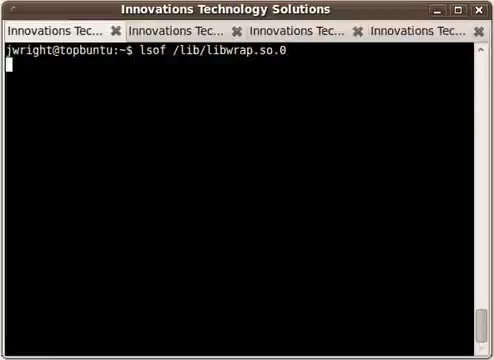 Innovations Technology Solutions
Innovations Tec... Innovations Tec... Innovations Tec... Innovations Tec...
jwright@topbuntu:~$ lsof /lib/libwrap.so.0